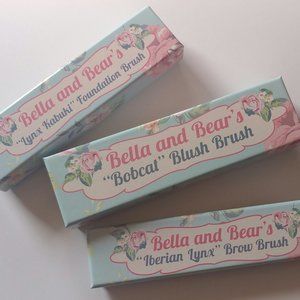 Bella and Bear's
"Lynx Kabuki" Foundation Brush
Bella and Bear's
"Bobcat" Blush Brush
Bella and Bear's
"Iberian Lynx" Brow Brush